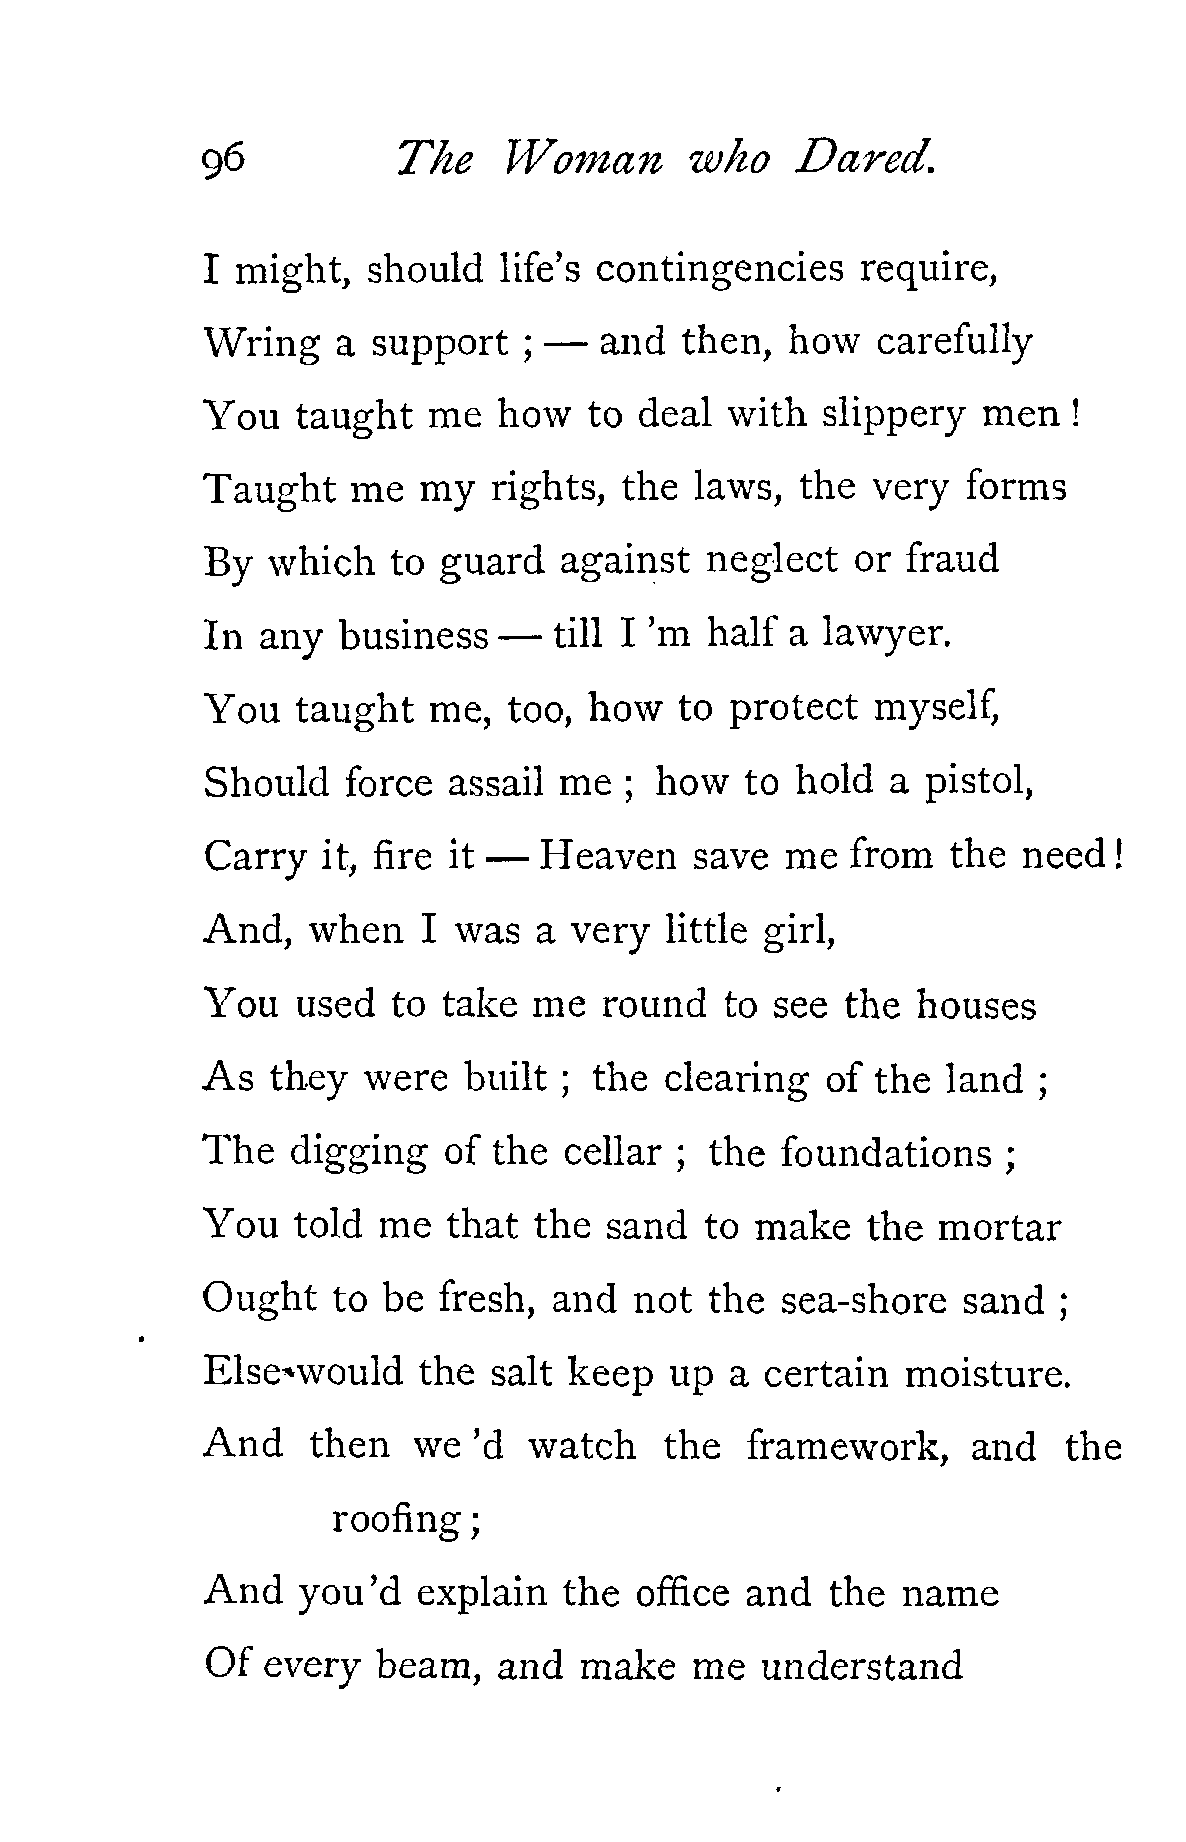 96 The Woman who Dared.
I might, should life's contingencies require,
Wring a support ; — and then, how carefully
You taught me how to deal with slippery men !
Taught me my rights, the laws, the very forms
By which to guard against neglect or fraud
In any business — till I 'm half a lawyer.
You taught me, too, how to protect myself,
Should force assail me ; how to hold a pistol,
Carry it, fire it — Heaven save me from the need !
And, when I was a very little girl,
You used to take me round to see the houses
As they were built ; the clearing of the land ;
The digging of the cellar ; the foundations ;
You told me that the sand to make the mortar
Ought to be fresh, and not the sea-shore sand ;
Else would the salt keep up a certain moisture.
And then we 'd watch the framework, and the
roofing ;
And you'd explain the office and the name
Of every beam, and make me understand